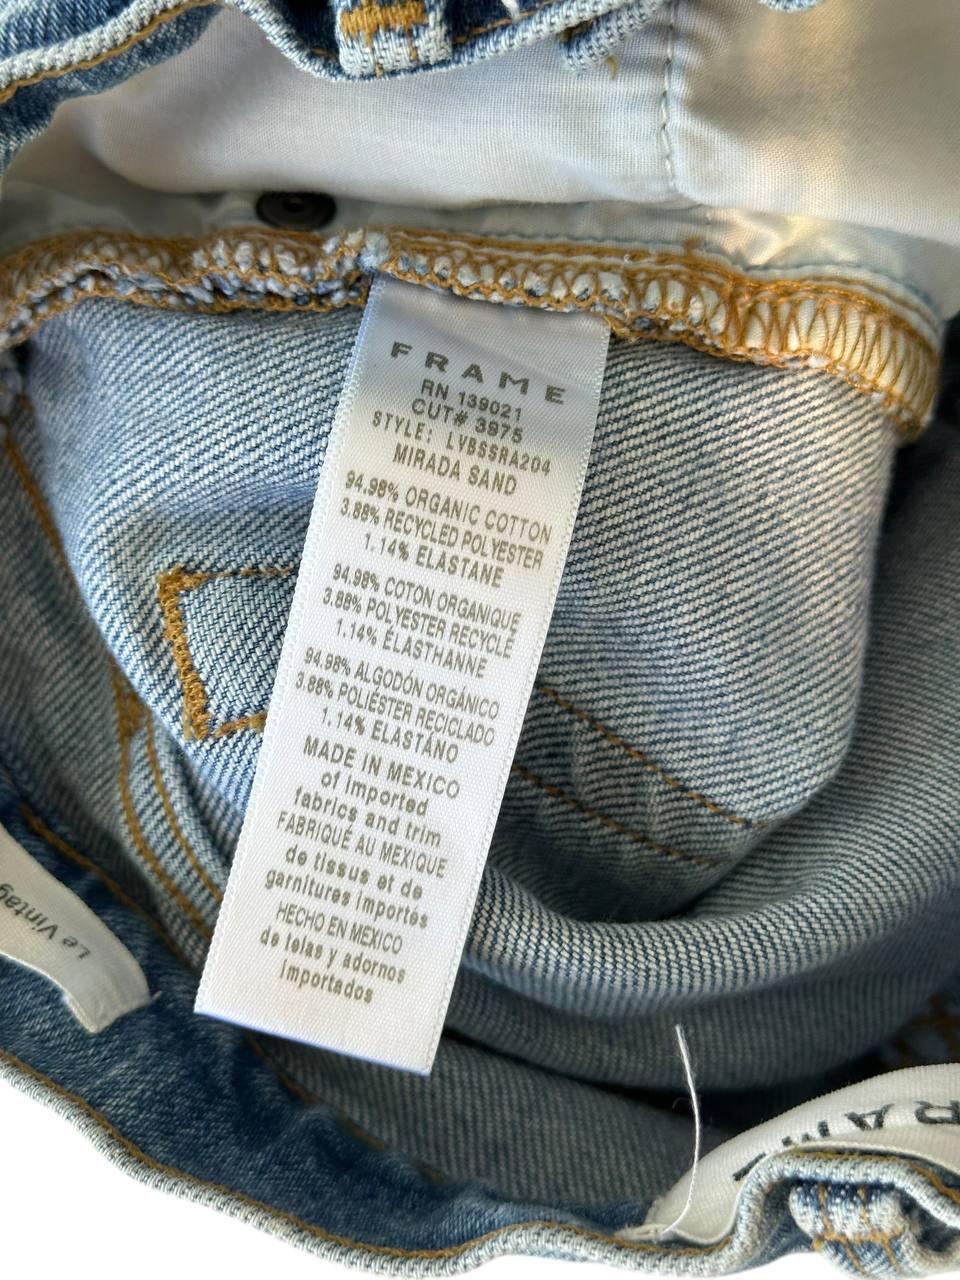 FRAME
RN 139021
CUT# 3975
STYLE: LVBSSRA204
MIRADA SAND
94.98% ORGANIC COTTON
3.88% RECYCLED POLYESTER
1.14% ELASTANE
94.98% COTON ORGANIQUE
3.88% POLYESTER RECYCLÉ
1.14% ÉLASTHANNE
94.98% ALGODÓN ORGÁNICO
3.88% POLIÉSTER RECICLADO
1.14% ELASTANO
MADE IN MEXICO
of imported
fabrics and trim
FABRIQUÉ AU MEXIQUE
de tissus et de
garnitures importés
HECHO EN MEXICO
de telas y adornos
importados
Le Vintag
RAM